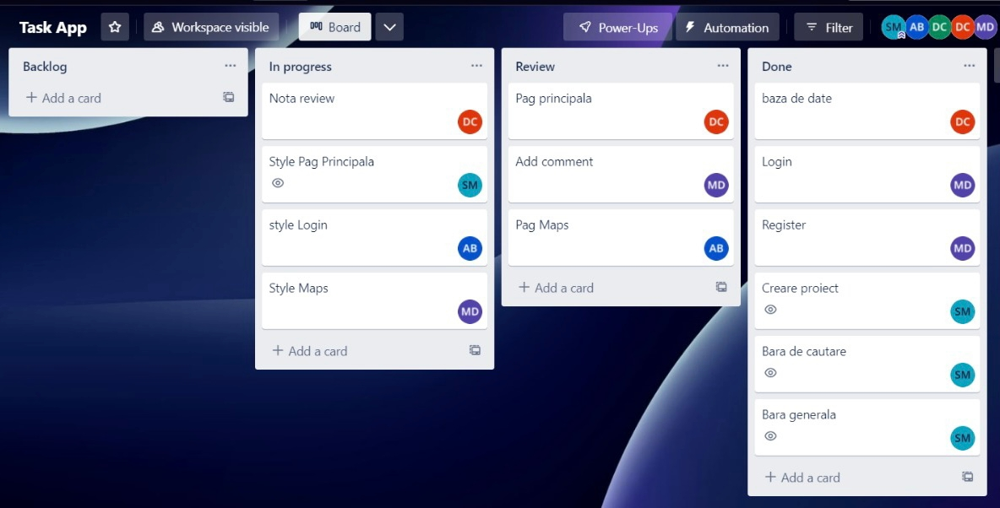 Task App
Workspace visible
Board
Power-Ups
Automation
Filter
SM AB DC DC MD
Backlog
+ Add a card
In progress
Nota review
DC
Style Pag Principala
SM
style Login
AB
Style Maps
MD
+ Add a card
Review
Pag principala
DC
Add comment
MD
Pag Maps
AB
+ Add a card
Done
baza de date
DC
Login
MD
Register
MD
Creare proiect
SM
Bara de cautare
SM
Bara generala
SM
+ Add a card